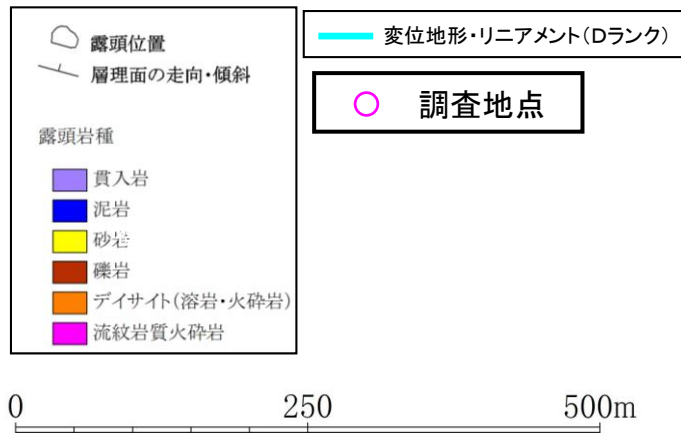 露頭位置
層理面の走向・傾斜
露頭岩種
貫入岩
泥岩
砂岩
礫岩
デイサイト(溶岩・火砕岩)
流紋岩質火砕岩
変位地形・リニアメント(Dランク)
調査地点
0 250 500m